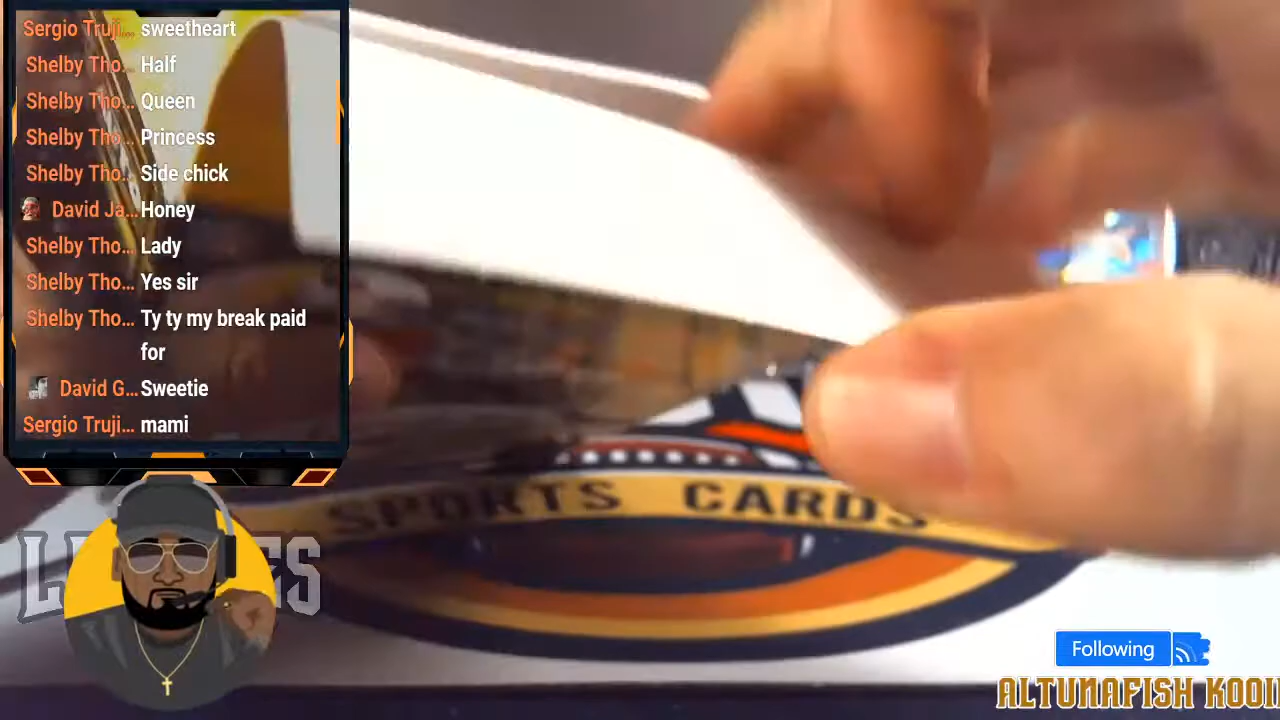 Sergio Truji... sweetheart
Shelby Tho... Half
Shelby Tho... Queen
Shelby Tho... Princess
Shelby Tho... Side chick
David Ja... Honey
Shelby Tho... Lady
Shelby Tho... Yes sir
Shelby Tho... Ty ty my break paid
for
David G... Sweetie
Sergio Truji... mami
SPORTS CARDS
Following
ALTUNAFISH KOOI